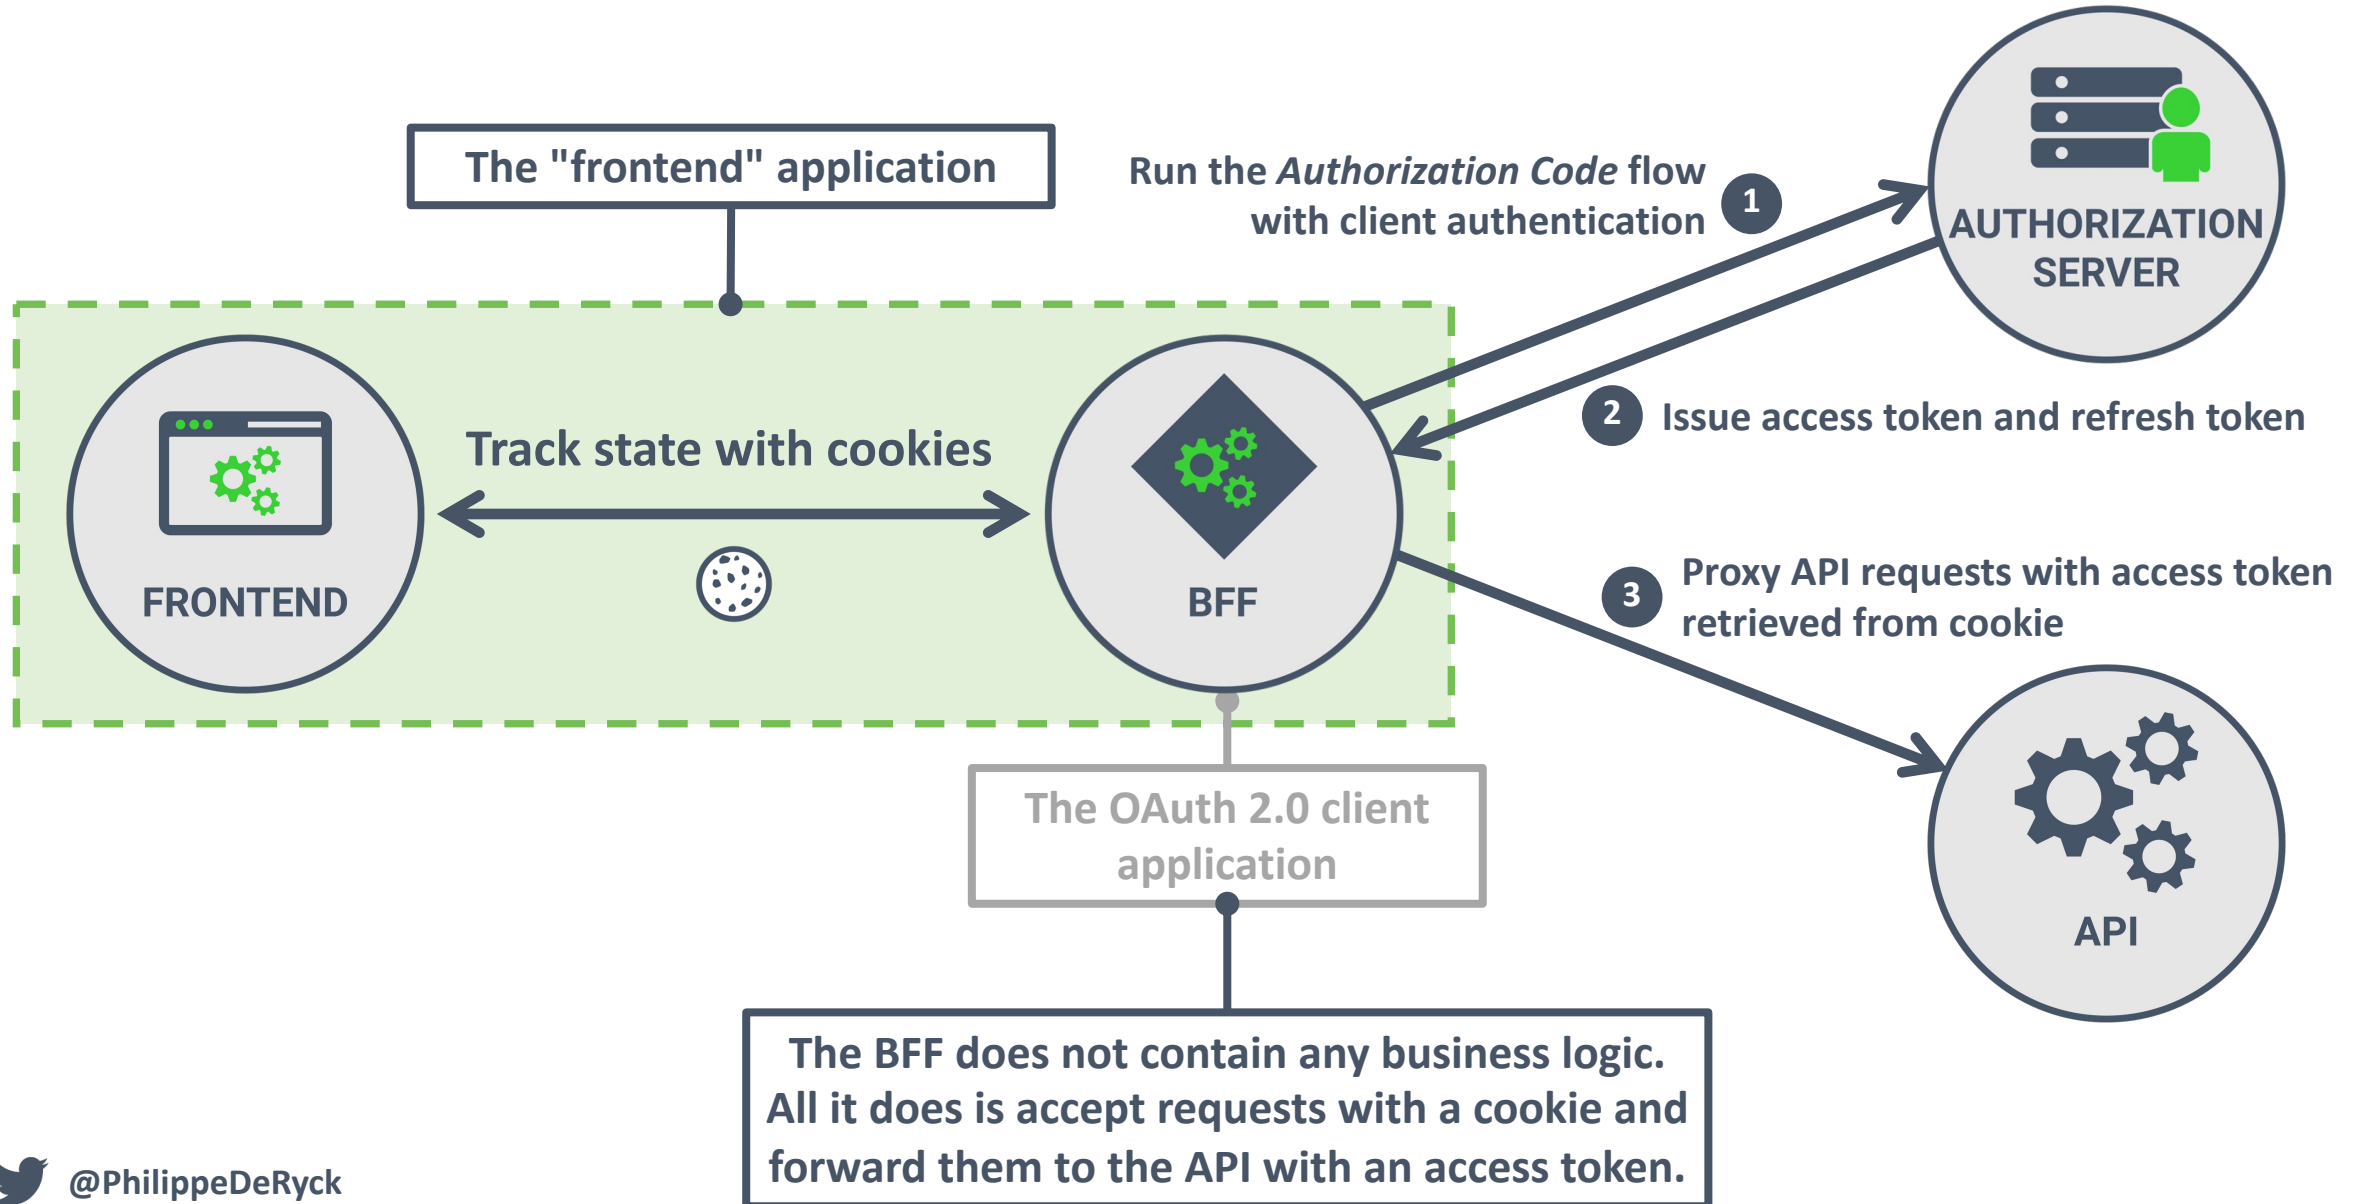 The "frontend" application
Run the Authorization Code flow
with client authentication
1
AUTHORIZATION
SERVER
2
Issue access token and refresh token
Track state with cookies
FRONTEND
BFF
3
Proxy API requests with access token
retrieved from cookie
The OAuth 2.0 client
application
API
The BFF does not contain any business logic.
All it does is accept requests with a cookie and
forward them to the API with an access token.
@PhilippeDeRyck